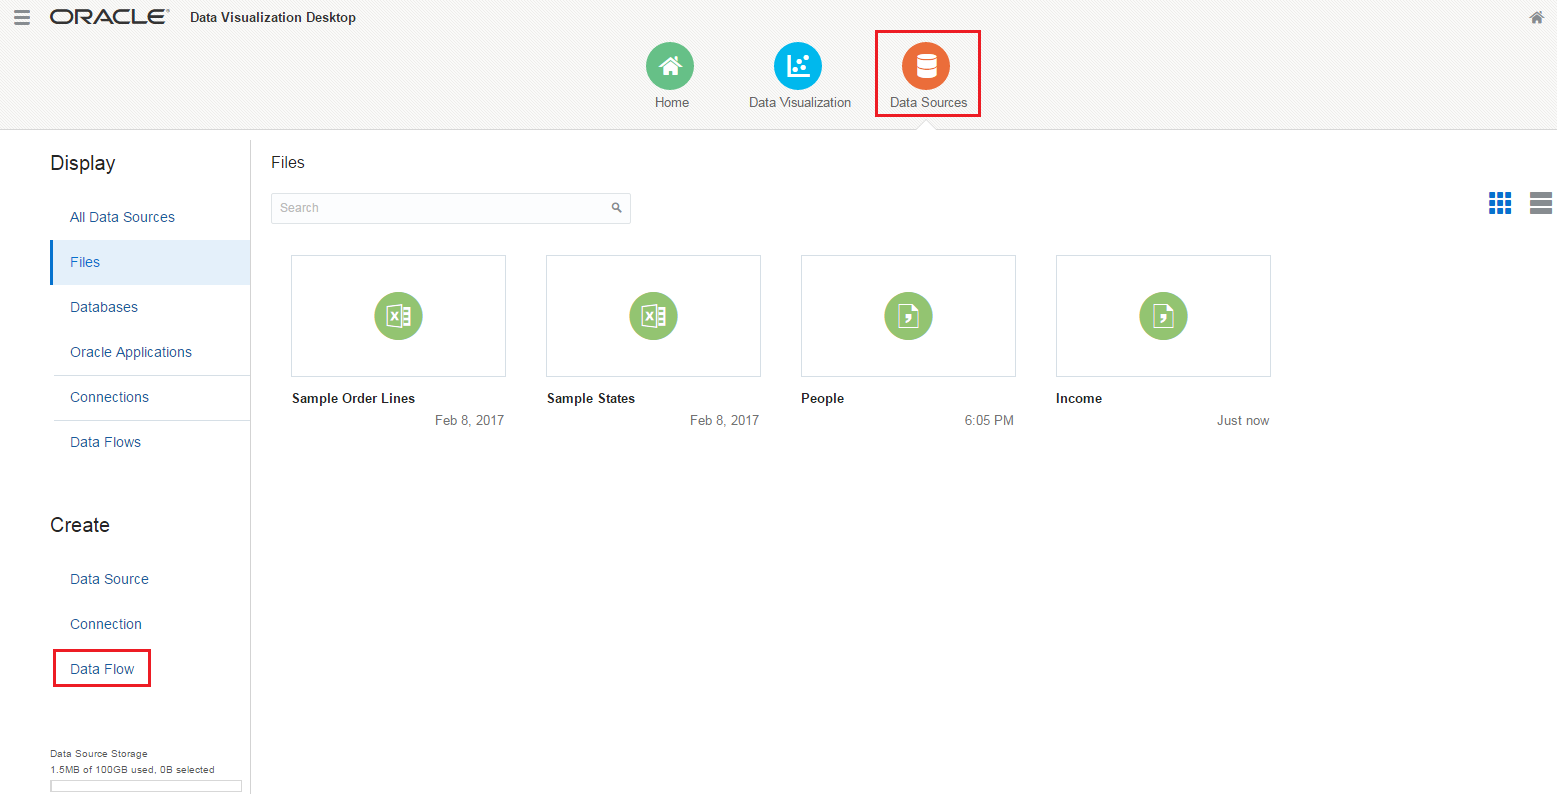 ORACLE® Data Visualization Desktop
Home
Data Visualization
Data Sources
Display
All Data Sources
Files
Databases
Oracle Applications
Connections
Data Flows
Create
Data Source
Connection
Data Flow
Data Source Storage
1.5MB of 100GB used, 0B selected
Files
Search
Sample Order Lines
Feb 8, 2017
Sample States
Feb 8, 2017
People
6:05 PM
Income
Just now